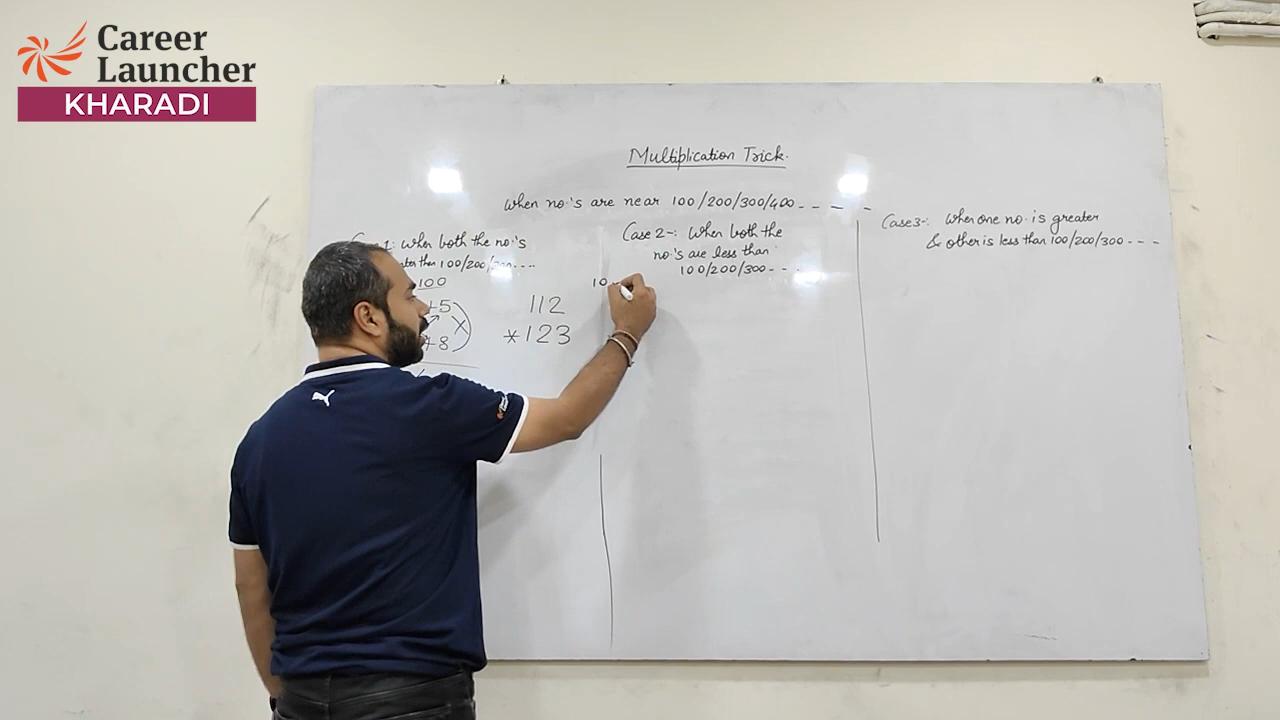 Career
Launcher
KHARADI
Multiplication Trick.
When no.'s are near 100/200/300/400 - - - - -
Case 1: When both the no's
than 100/200/300 - - - -
100
+5
+8
112
* 123
10
Case 2-: When both the
no.'s are less than
100/200/300 - - - -
Case 3-: When one no. is greater
& other is less than 100/200/300 - - -